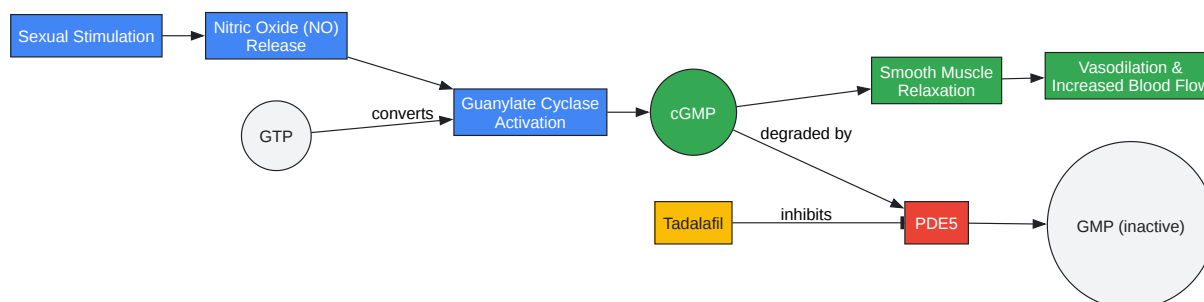 Sexual Stimulation
Nitric Oxide (NO)
Release
GTP
converts
Guanylate Cyclase
Activation
cGMP
Smooth Muscle
Relaxation
Vasodilation &
Increased Blood Flow
degraded by
Tadalafil
inhibits
PDE5
GMP (inactive)